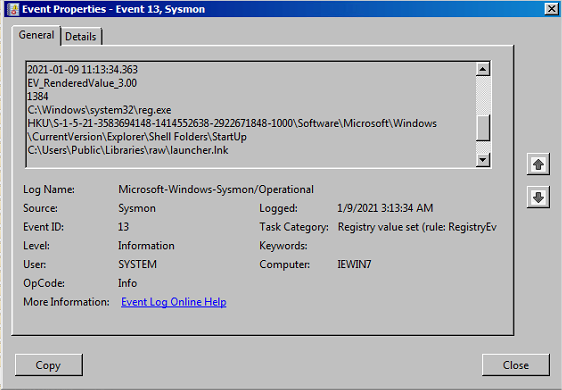 Event Properties - Event 13, Sysmon
General Details
2021-01-09 11:13:34.363
EV_RenderedValue_3.00
1384
C:\Windows\system32\reg.exe
HKU\S-1-5-21-3583694148-1414552638-2922671848-1000\Software\Microsoft\Windows
\CurrentVersion\Explorer\Shell Folders\StartUp
C:\Users\Public\Libraries\raw\launcher.lnk
Log Name: Microsoft-Windows-Sysmon/Operational
Source: Sysmon Logged: 1/9/2021 3:13:34 AM
Event ID: 13 Task Category: Registry value set (rule: RegistryEv
Level: Information Keywords:
User: SYSTEM Computer: IEWIN7
OpCode: Info
More Information: Event Log Online Help
Copy Close